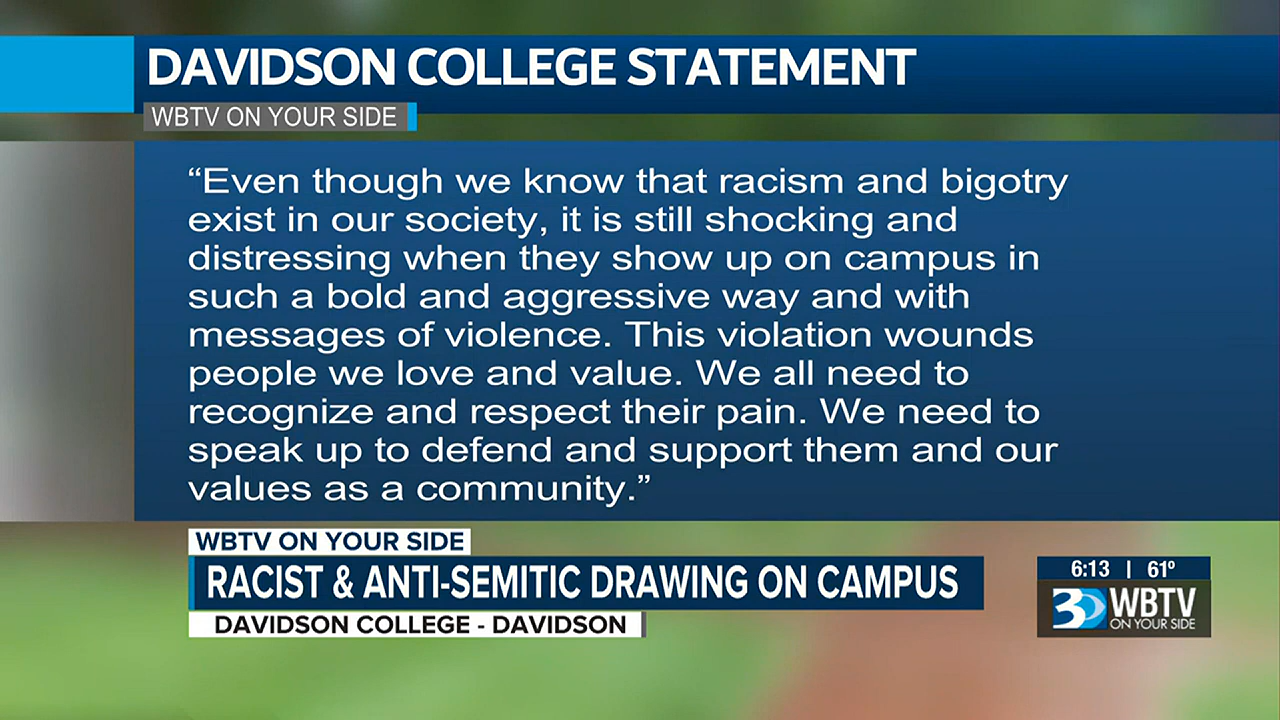 DAVIDSON COLLEGE STATEMENT
WBTV ON YOUR SIDE
“Even though we know that racism and bigotry
exist in our society, it is still shocking and
distressing when they show up on campus in
such a bold and aggressive way and with
messages of violence. This violation wounds
people we love and value. We all need to
recognize and respect their pain. We need to
speak up to defend and support them and our
values as a community.”
WBTV ON YOUR SIDE
RACIST & ANTI-SEMITIC DRAWING ON CAMPUS
DAVIDSON COLLEGE - DAVIDSON
6:13 | 61°
3 WBTV
ON YOUR SIDE